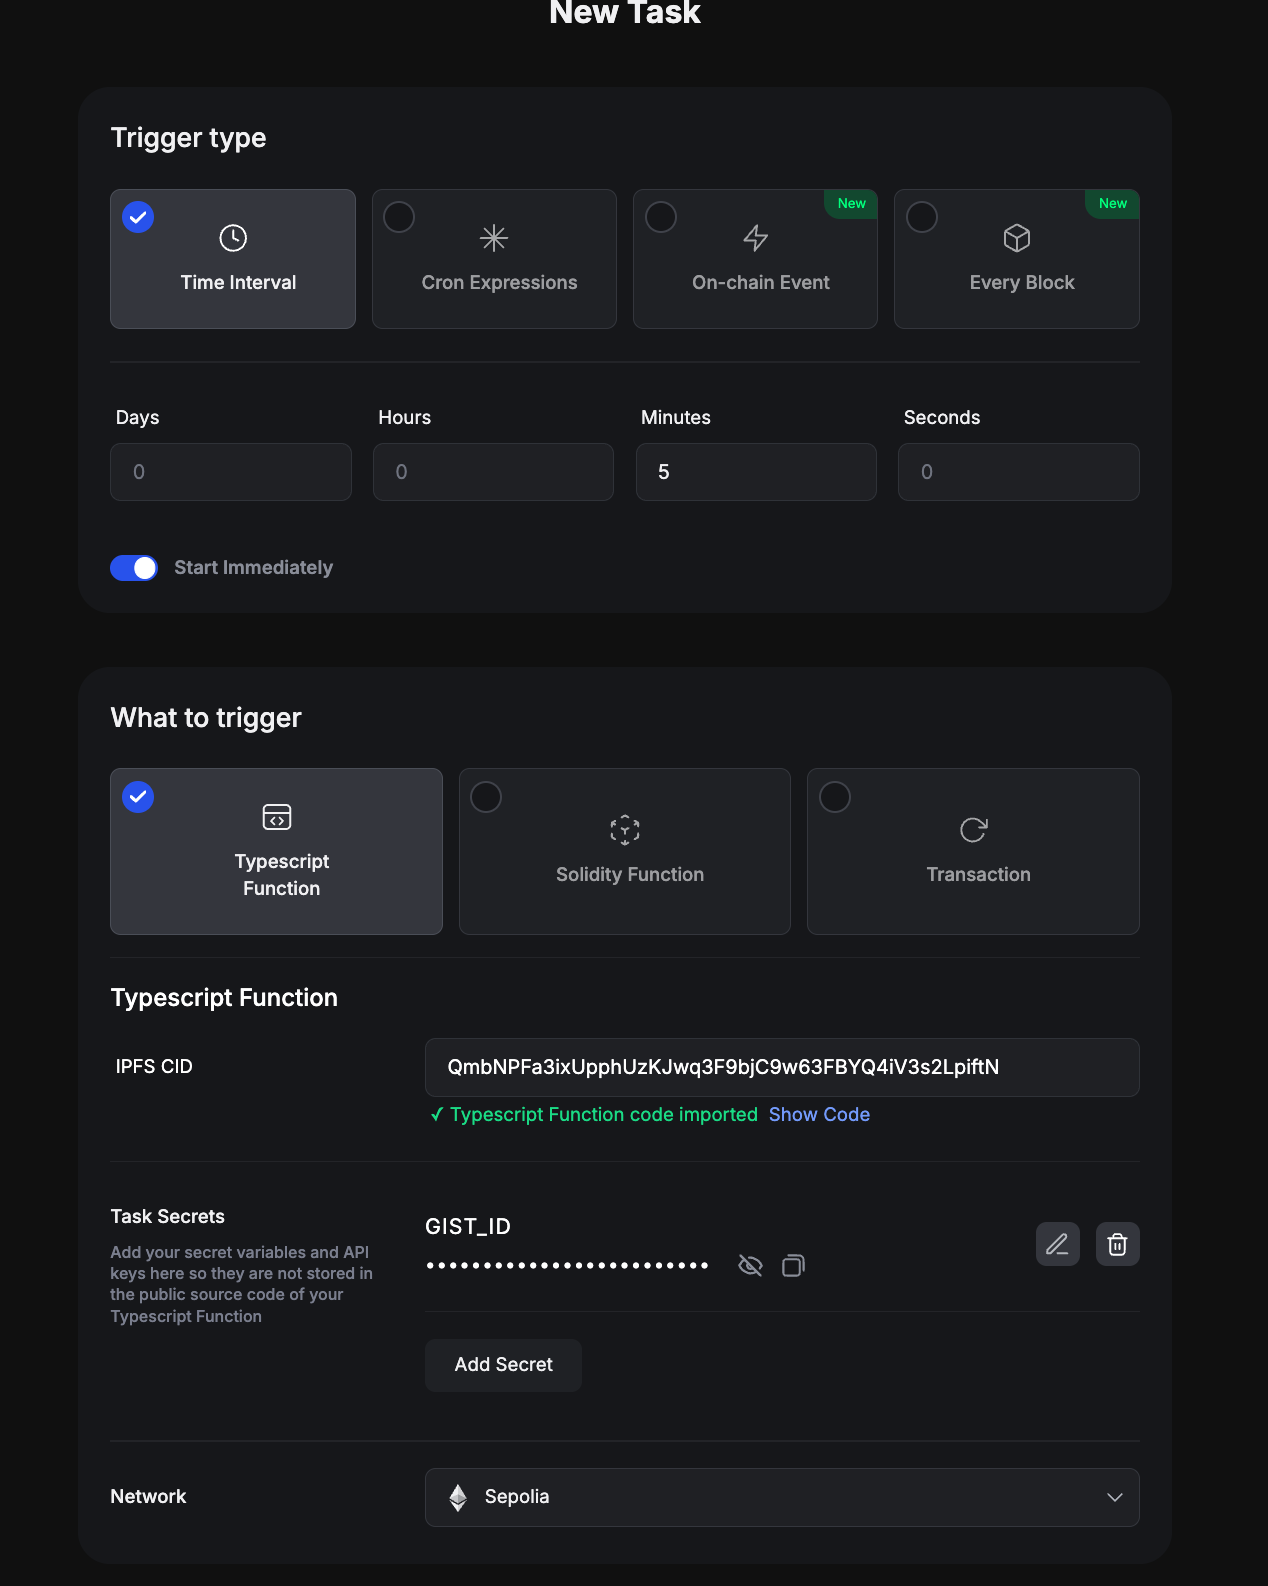 New Task
Trigger type
Time Interval
Cron Expressions
New
On-chain Event
New
Every Block
Days
Hours
Minutes
Seconds
0
0
5
0
Start Immediately
What to trigger
Typescript
Function
Solidity Function
Transaction
Typescript Function
IPFS CID
QmbNPFa3ixUpphUzKJwq3F9bjC9w63FBYQ4iV3s2LpiftN
✓ Typescript Function code imported Show Code
Task Secrets
Add your secret variables and API
keys here so they are not stored in
the public source code of your
Typescript Function
GIST_ID
•••••••••••••••••••••••••
Add Secret
Network
Sepolia